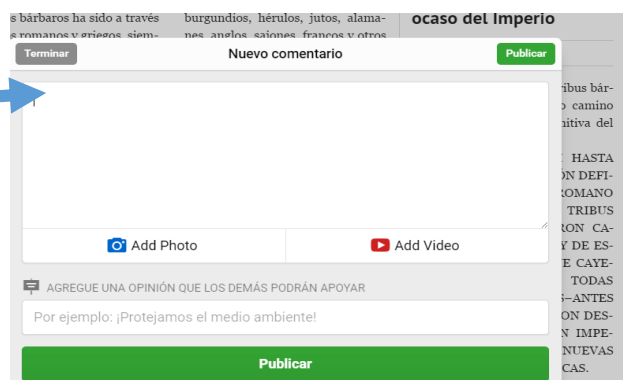 s bárbaros ha sido a través
s romanos y griegos, siem-
burgundios, hérulos, jutos, alama-
nes, anglos, sajones, francos y otros
ocaso del Imperio
Terminar
Nuevo comentario
Publicar
Add Photo
Add Video
AGREGUE UNA OPINIÓN QUE LOS DEMÁS PODRÁN APOYAR
Por ejemplo: ¡Protejamos el medio ambiente!
Publicar
ribus bár-
o camino
nitiva del
HASTA
ÓN DEFI-
ROMANO
TRIBUS
RON CA-
Y DE ES-
E CAYE-
TODAS
S–ANTES
ON DES-
N IMPE-
NUEVAS
CAS.